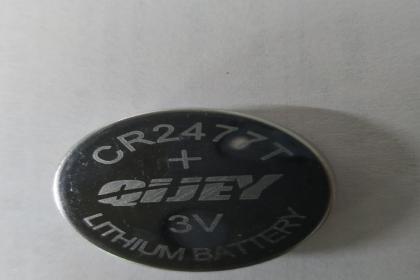 CR2477T
+
QIJEY
3V
LITHIUM BATTERY